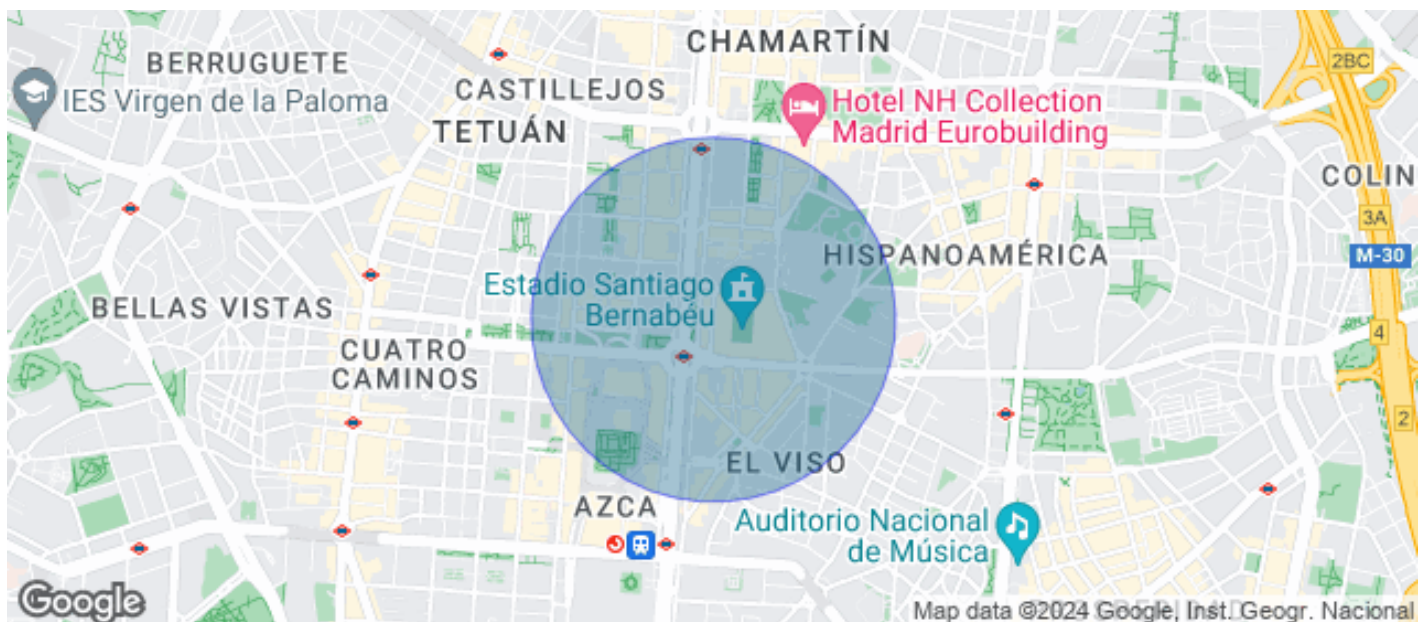 CHAMARTÍN
BERRUGUETE
IES Virgen de la Paloma
CASTILLEJOS
TETUÁN
Hotel NH Collection
Madrid Eurobuilding
2BC
COLIN
3A
M-30
HISPANOAMÉRICA
Estadio Santiago
Bernabéu
BELLAS VISTAS
CUATRO
CAMINOS
4
2
EL VISO
AZCA
Auditorio Nacional
de Música
Google
Map data ©2024 Google, Inst. Geogr. Nacional